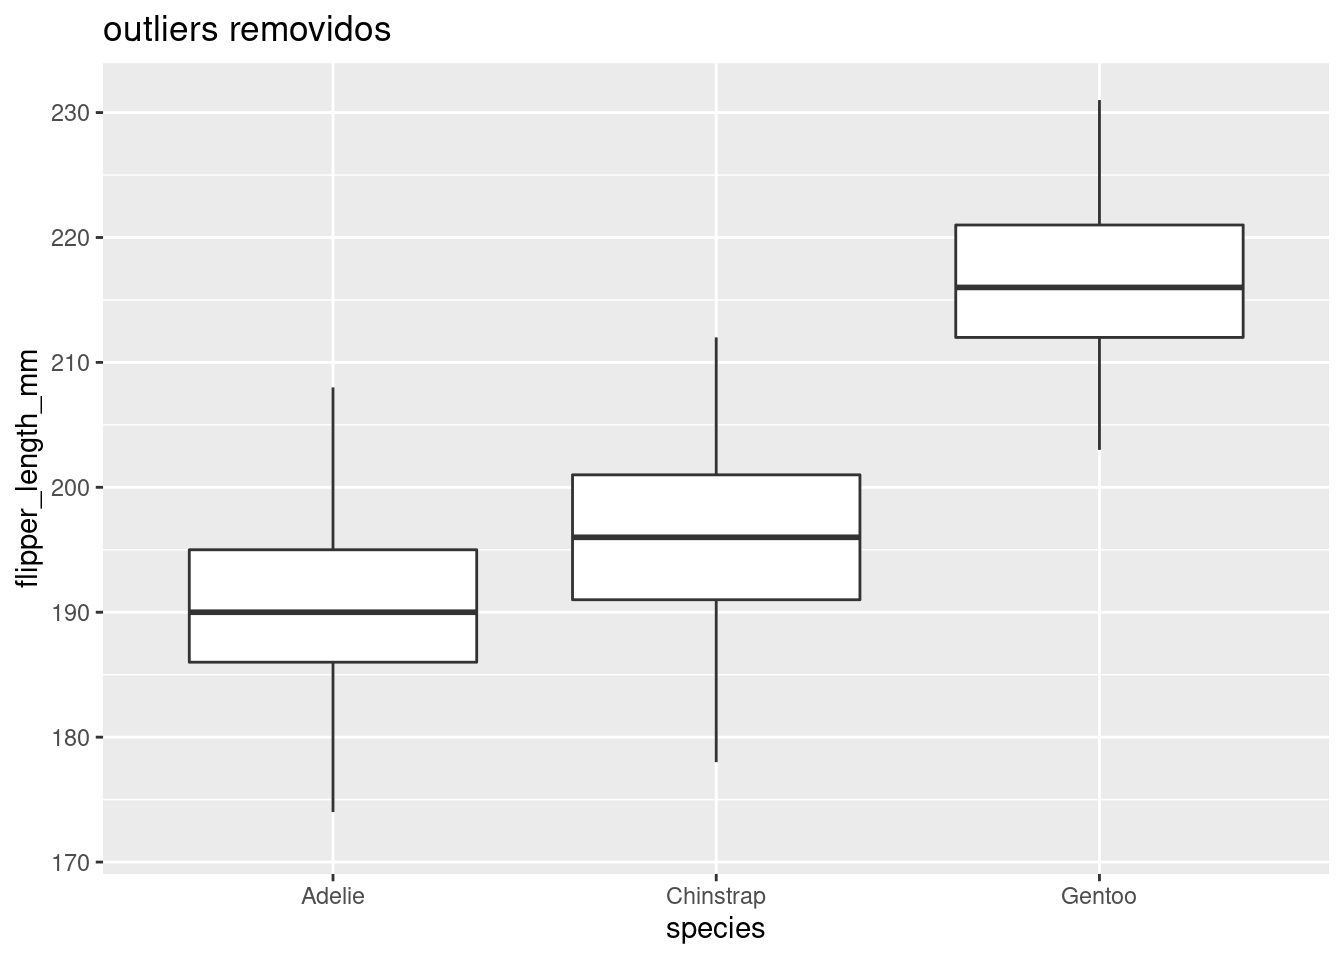 outliers removidos
flipper_length_mm
230
220
210
200
190
180
170
Adelie Chinstrap Gentoo
species